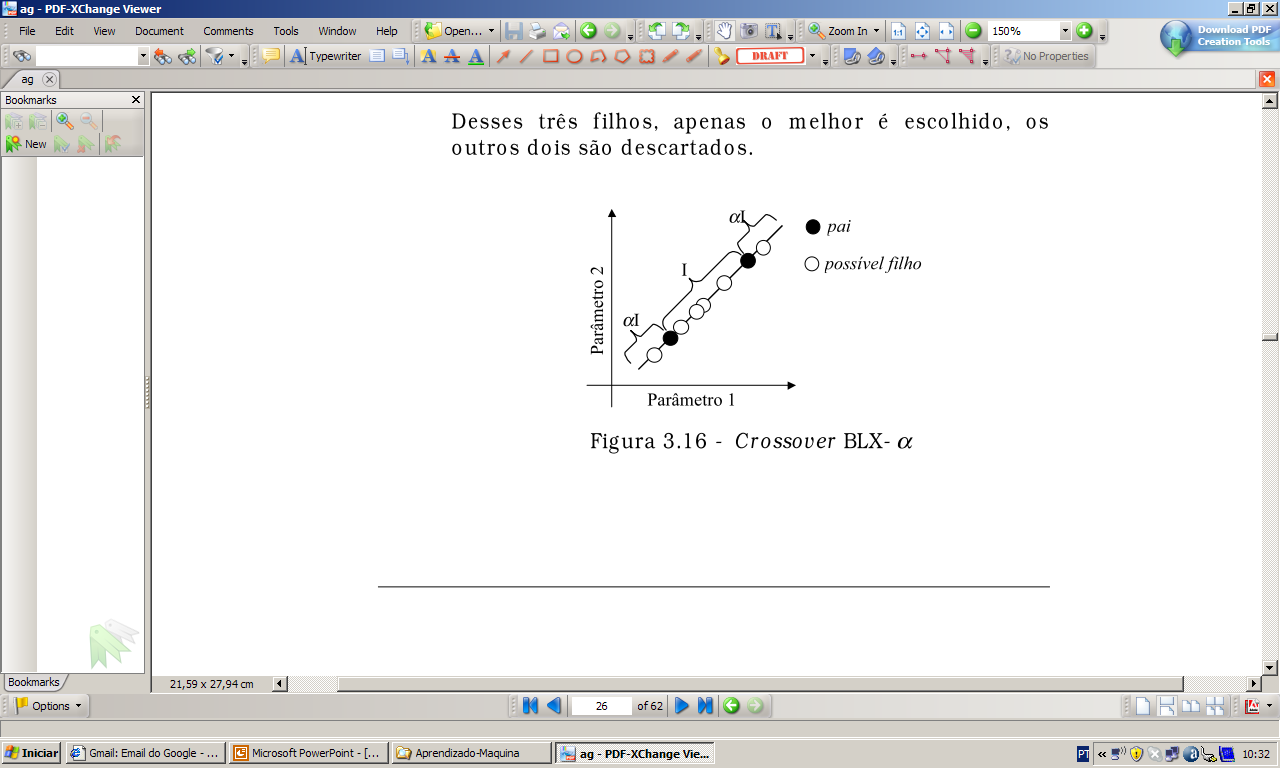 ag - PDF-XChange Viewer
File Edit View Document Comments Tools Window Help Open... Zoom In 150%
Download PDF
Creation Tools
Typewriter DRAFT No Properties
ag
Bookmarks
New
Desses três filhos, apenas o melhor é escolhido, os
outros dois são descartados.
αI
pai
I
possível filho
αI
Parâmetro 2
Parâmetro 1
Figura 3.16 - Crossover BLX- α
Bookmarks
21,59 x 27,94 cm
Options 26 of 62
Iniciar Gmail: Email do Google - ... Microsoft PowerPoint - [... Aprendizado-Maquina ag - PDF-XChange Vie... PT 10:32